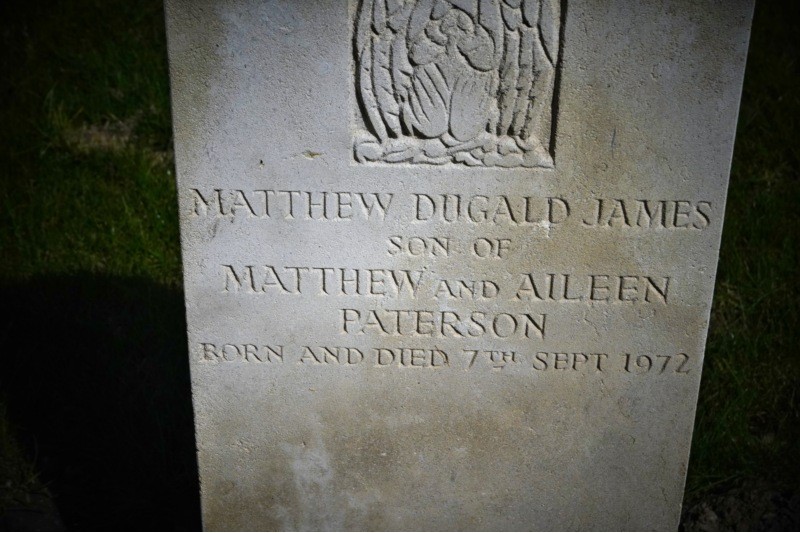 MATTHEW DUGALD JAMES
SON OF
MATTHEW AND AILEEN
PATERSON
BORN AND DIED 7TH SEPT 1972